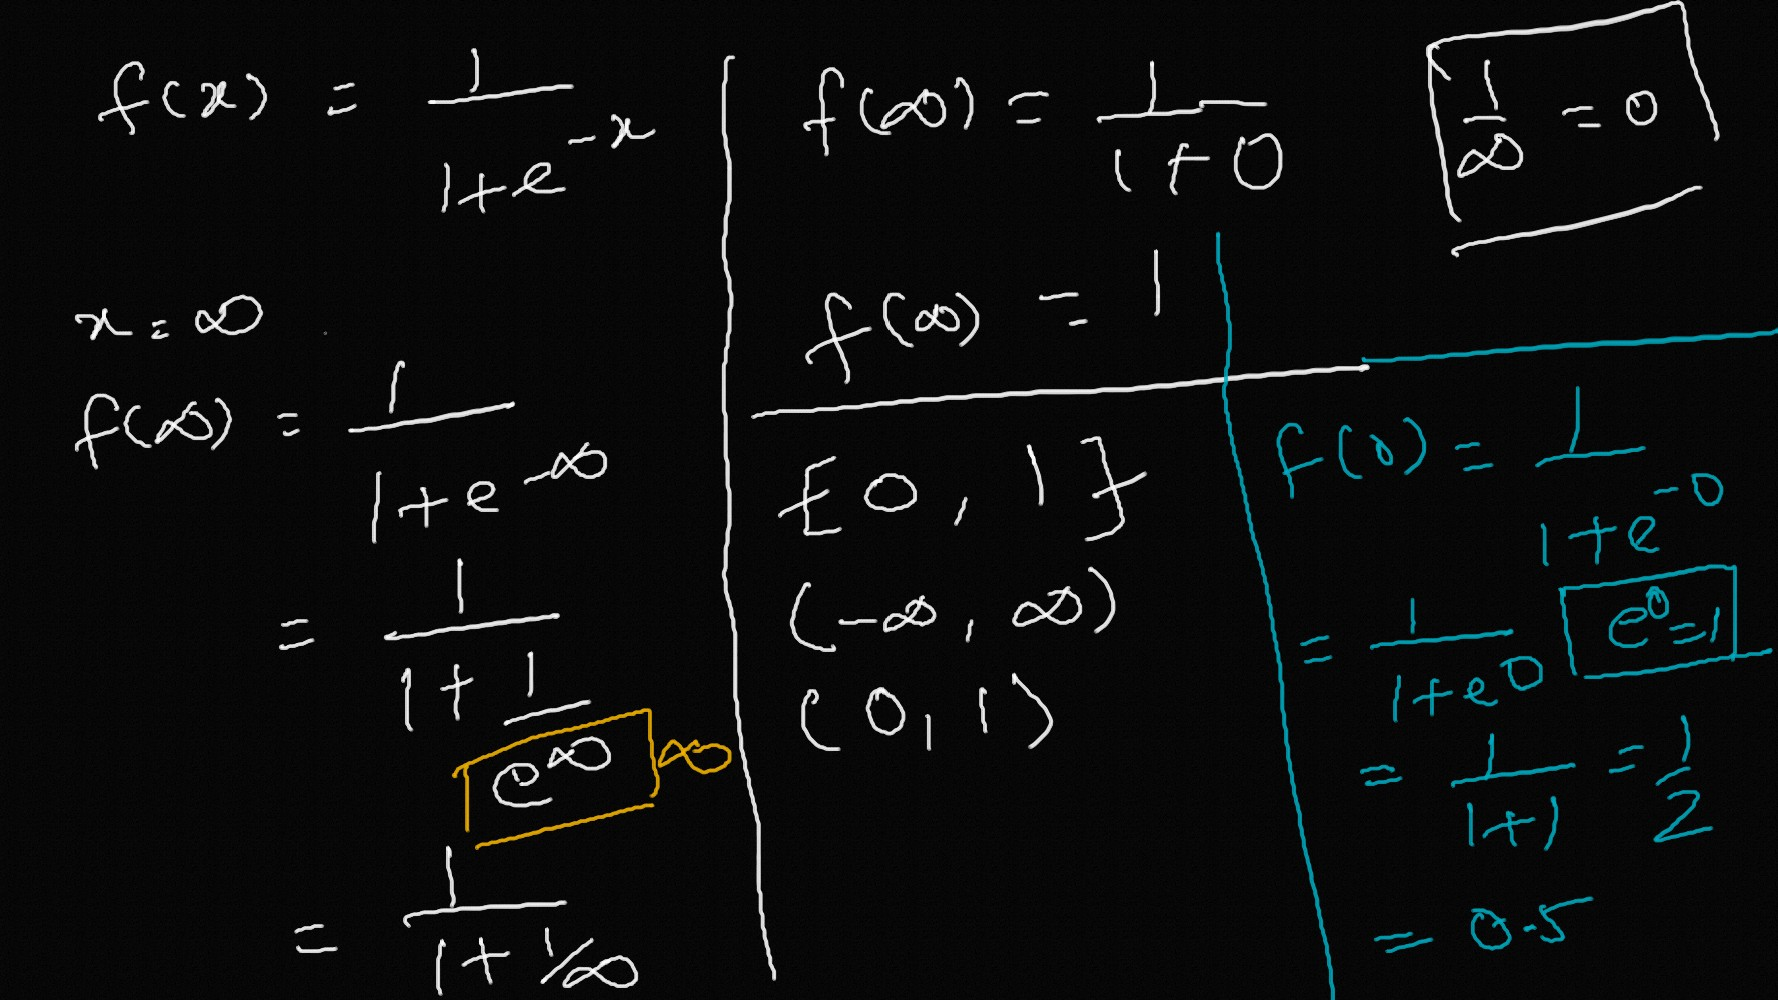 f(x) = 1/(1+e^-x)
x = ∞
f(∞) = 1/(1+e^-∞)
= 1/(1+1/e^∞) ∞
= 1/(1+1/∞)
f(∞) = 1/(1+0)
f(∞) = 1
1/∞ = 0
{0, 1}
(-∞, ∞)
(0, 1)
f(0) = 1/(1+e^-0)
= 1/(1+e^0)
e^0=1
= 1/(1+1) = 1/2
= 0.5